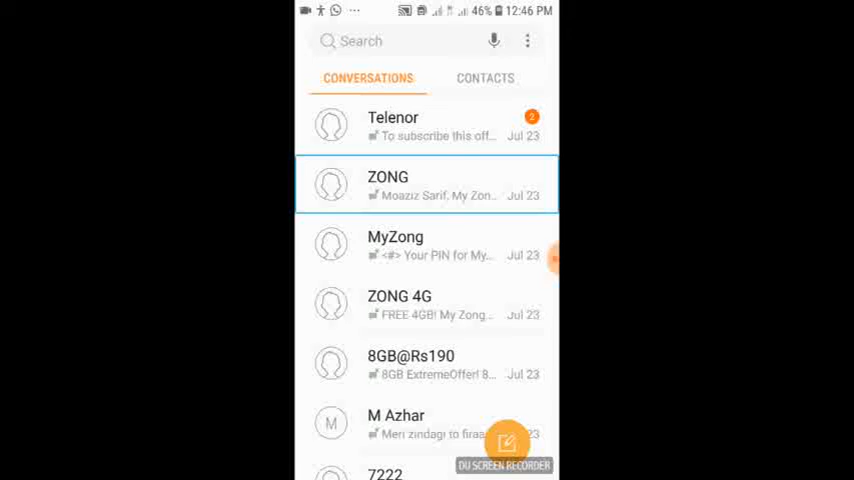 46% 12:46 PM
Search
CONVERSATIONS CONTACTS
Telenor 2
To subscribe this off... Jul 23
ZONG
Moaziz Sarif, My Zon... Jul 23
MyZong
<#> Your PIN for My... Jul 23
ZONG 4G
FREE 4GB! My Zong... Jul 23
8GB@Rs190
8GB ExtremeOffer! 8... Jul 23
M M Azhar
Meri zindagi to firaa 23
DU SCREEN RECORDER
7222